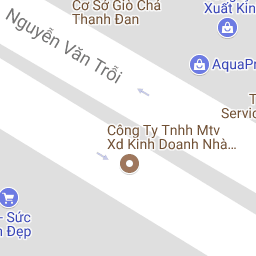 Cơ Sở Giò Chả
Thanh Đan
Xuất Kin
Nguyễn Văn Trỗi
AquaPr
T
Servic
Công Ty Tnhh Mtv
Xd Kinh Doanh Nhà…
- Sức
Đẹp